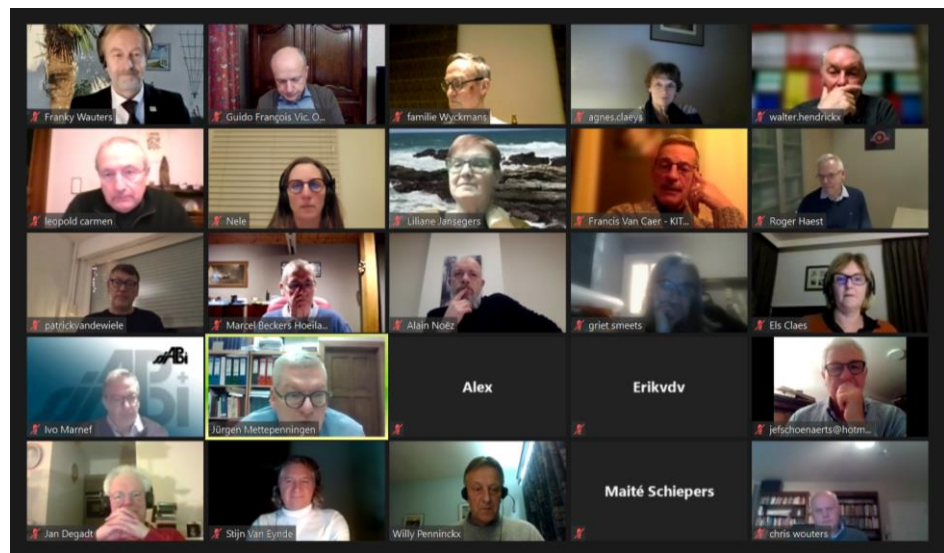 Franky Wauters
Guido François Vic. O...
familie Wyckmans
agnes.claeys
walter.hendrickx
leopold carmen
Nele
Liliane Jansegers
Francis Van Caer - KIT...
Roger Haest
patrickvandewiele
Marcel Beckers Hoeila...
Alain Noëz
griet smeets
Els Claes
Ivo Marnef
Jürgen Mettepenningen
Alex
Erikvdv
jefschoenaerts@hotm...
Jan Degadt
Stijn Van Eynde
Willy Penninckx
Maité Schiepers
chris wouters